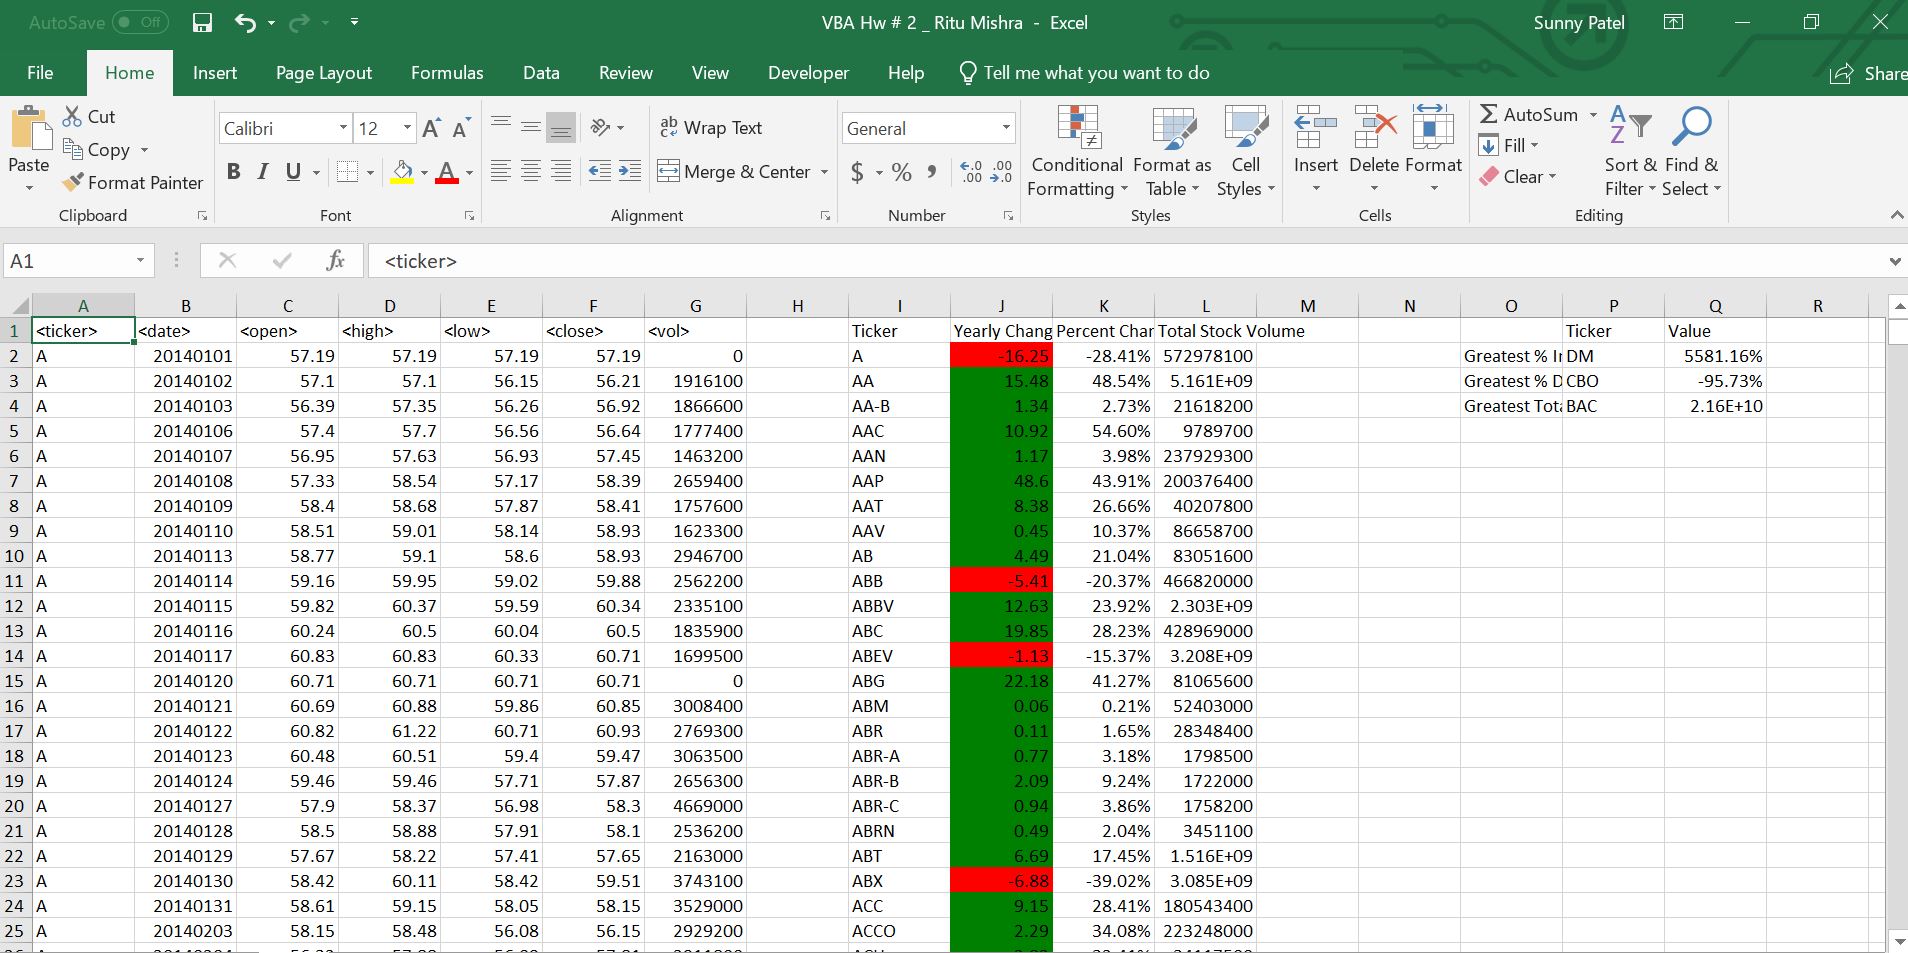 AutoSave Off VBA Hw # 2 _ Ritu Mishra - Excel Sunny Patel
File Home Insert Page Layout Formulas Data Review View Developer Help Tell me what you want to do Share
Paste Cut Copy Format Painter
Calibri 12
B I U A
ab Wrap Text
Merge & Center
General
$ % ,
Conditional Formatting
Format as Table
Cell Styles
Insert Delete Format
AutoSum
Fill
Clear
Sort & Filter
Find & Select
Clipboard Font Alignment Number Styles Cells Editing
A1 fx <ticker>
A B C D E F G H I J K L M N O P Q R
1 <ticker> <date> <open> <high> <low> <close> <vol> Ticker Yearly Chang Percent Char Total Stock Volume Ticker Value
2 A 20140101 57.19 57.19 57.19 57.19 0 A -16.25 -28.41% 572978100 Greatest % Ir DM 5581.16%
3 A 20140102 57.1 57.1 56.15 56.21 1916100 AA 15.48 48.54% 5.161E+09 Greatest % D CBO -95.73%
4 A 20140103 56.39 57.35 56.26 56.92 1866600 AA-B 1.34 2.73% 21618200 Greatest Tota BAC 2.16E+10
5 A 20140106 57.4 57.7 56.56 56.64 1777400 AAC 10.92 54.60% 9789700
6 A 20140107 56.95 57.63 56.93 57.45 1463200 AAN 1.17 3.98% 237929300
7 A 20140108 57.33 58.54 57.17 58.39 2659400 AAP 48.6 43.91% 200376400
8 A 20140109 58.4 58.68 57.87 58.41 1757600 AAT 8.38 26.66% 40207800
9 A 20140110 58.51 59.01 58.14 58.93 1623300 AAV 0.45 10.37% 86658700
10 A 20140113 58.77 59.1 58.6 58.93 2946700 AB 4.49 21.04% 83051600
11 A 20140114 59.16 59.95 59.02 59.88 2562200 ABB -5.41 -20.37% 466820000
12 A 20140115 59.82 60.37 59.59 60.34 2335100 ABBV 12.63 23.92% 2.303E+09
13 A 20140116 60.24 60.5 60.04 60.5 1835900 ABC 19.85 28.23% 428969000
14 A 20140117 60.83 60.83 60.33 60.71 1699500 ABEV -1.13 -15.37% 3.208E+09
15 A 20140120 60.71 60.71 60.71 60.71 0 ABG 22.18 41.27% 81065600
16 A 20140121 60.69 60.88 59.86 60.85 3008400 ABM 0.06 0.21% 52403000
17 A 20140122 60.82 61.22 60.71 60.93 2769300 ABR 0.11 1.65% 28348400
18 A 20140123 60.48 60.51 59.4 59.47 3063500 ABR-A 0.77 3.18% 1798500
19 A 20140124 59.46 59.46 57.71 57.87 2656300 ABR-B 2.09 9.24% 1722000
20 A 20140127 57.9 58.37 56.98 58.3 4669000 ABR-C 0.94 3.86% 1758200
21 A 20140128 58.5 58.88 57.91 58.1 2536200 ABRN 0.49 2.04% 3451100
22 A 20140129 57.67 58.22 57.41 57.65 2163000 ABT 6.69 17.45% 1.516E+09
23 A 20140130 58.42 60.11 58.42 59.51 3743100 ABX -6.88 -39.02% 3.085E+09
24 A 20140131 58.61 59.15 58.05 58.15 3529000 ACC 9.15 28.41% 180543400
25 A 20140203 58.15 58.48 56.08 56.15 2929200 ACCO 2.29 34.08% 223248000